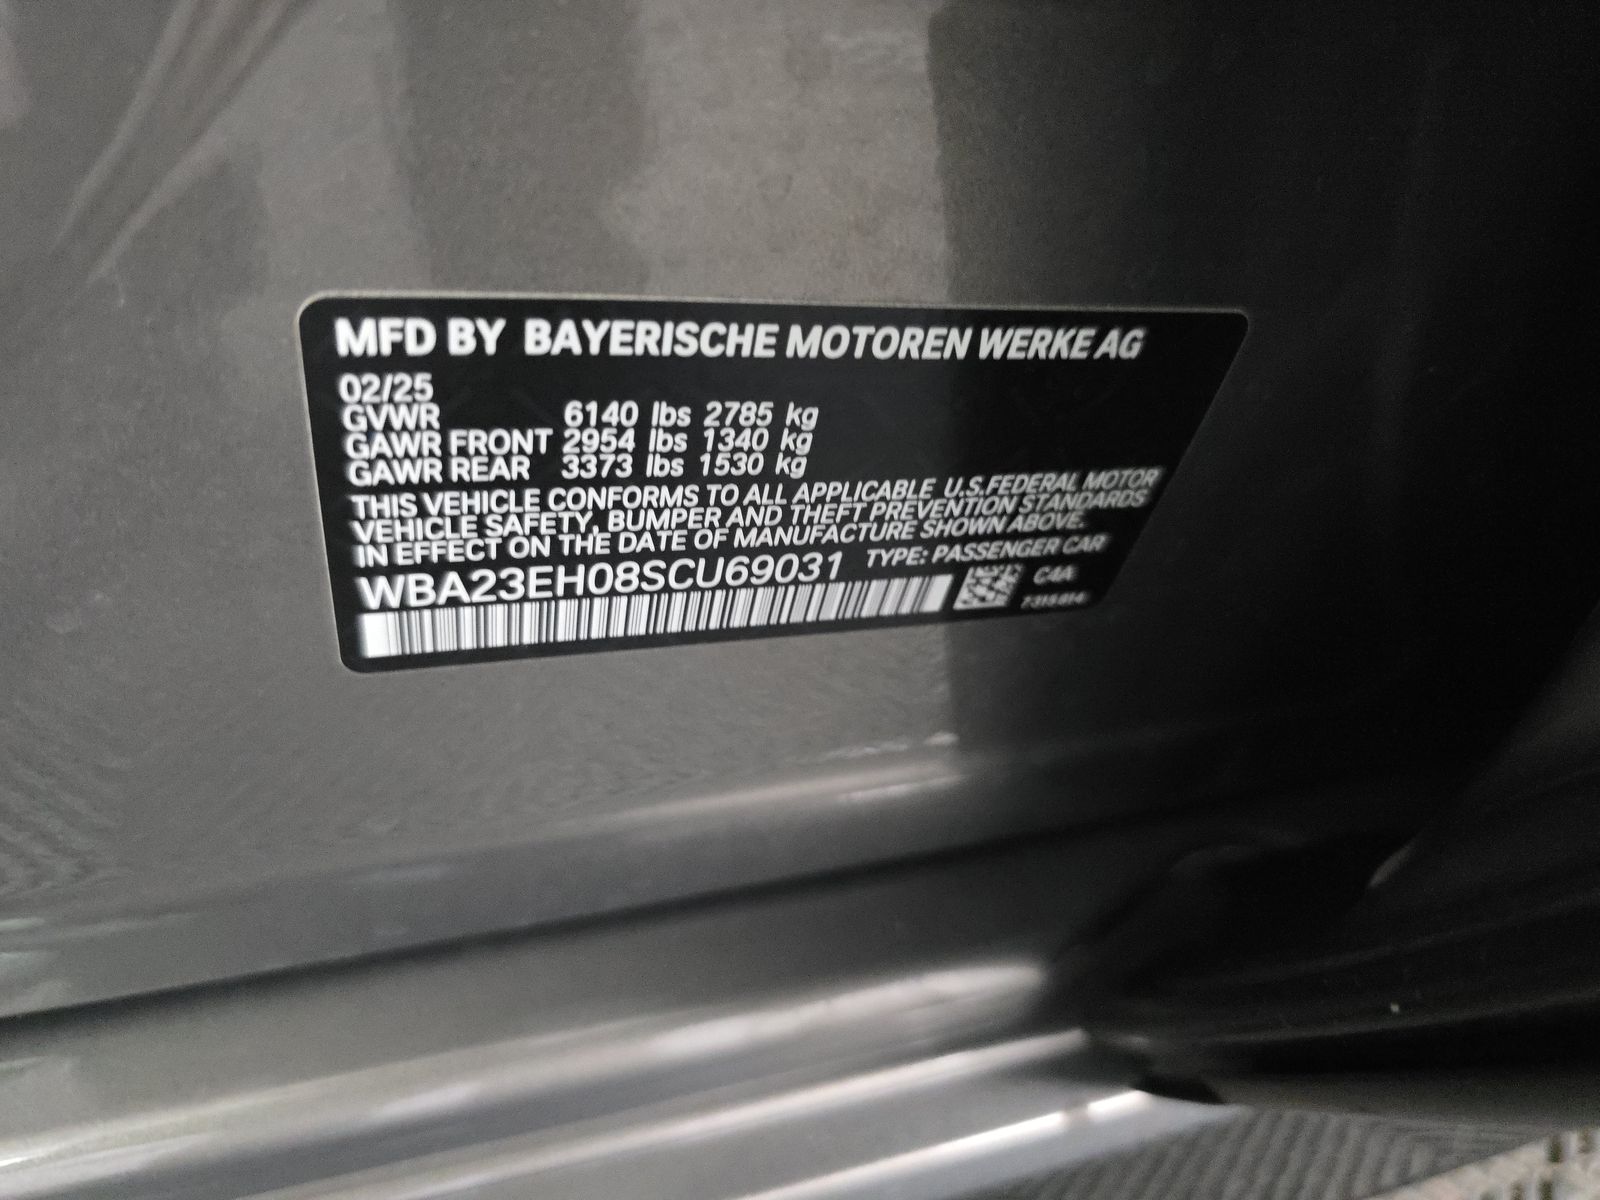 MFD BY BAYERISCHE MOTOREN WERKE AG
02/25
GVWR 6140 lbs 2785 kg
GAWR FRONT 2954 lbs 1340 kg
GAWR REAR 3373 lbs 1530 kg
THIS VEHICLE CONFORMS TO ALL APPLICABLE U.S.FEDERAL MOTOR
VEHICLE SAFETY, BUMPER AND THEFT PREVENTION STANDARDS
IN EFFECT ON THE DATE OF MANUFACTURE SHOWN ABOVE.
WBA23EH08SCU69031 TYPE: PASSENGER CAR
C4A